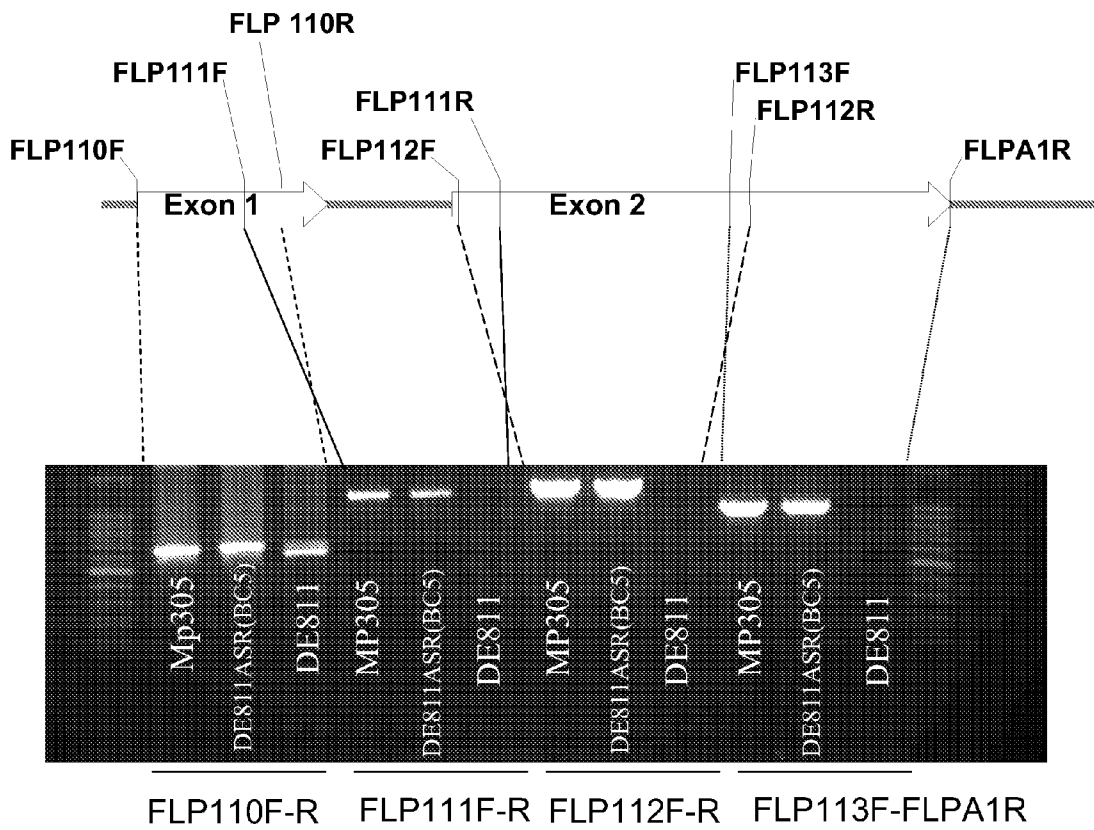 FLP 110R
FLP111F
FLP113F
FLP111R
FLP112R
FLP110F
FLP112F
FLPA1R
Exon 1
Exon 2
Mp305
DE811ASR(BC5)
DE811
MP305
DE811ASR(BC5)
DE811
MP305
DE811ASR(BC5)
DE811
MP305
DE811ASR(BC5)
DE811
FLP110F-R
FLP111F-R
FLP112F-R
FLP113F-FLPA1R